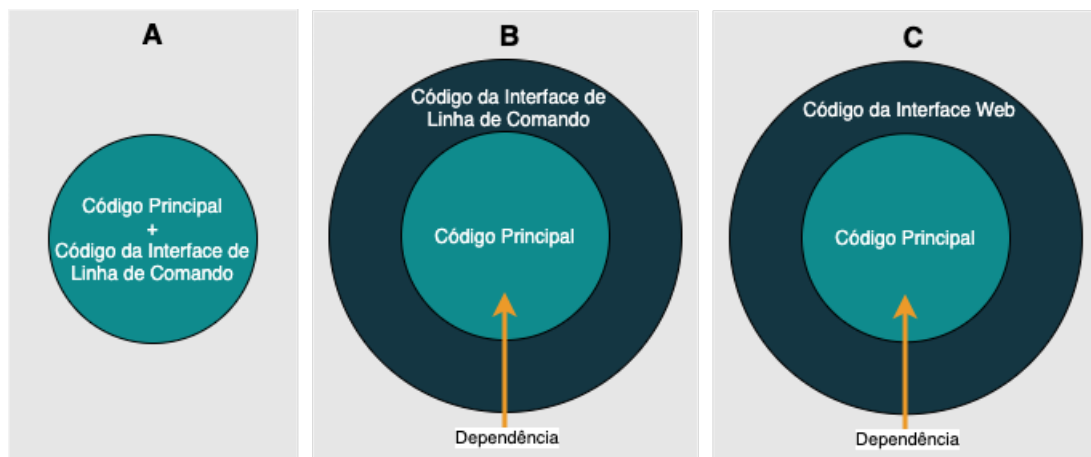 A
Código Principal
+
Código da Interface de
Linha de Comando
B
Código da Interface de
Linha de Comando
Código Principal
Dependência
C
Código da Interface Web
Código Principal
Dependência